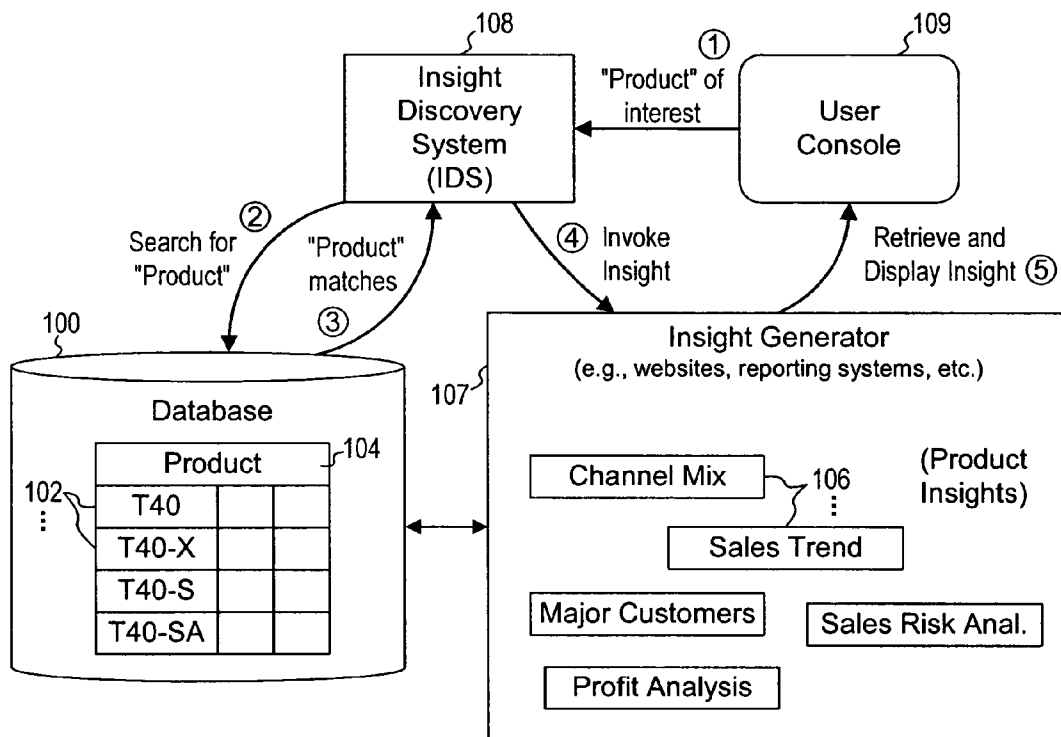 108
Insight
Discovery
System
(IDS)
①
"Product" of
interest
109
User
Console
②
Search for
"Product"
"Product"
matches
③
④ Invoke
Insight
Retrieve and
Display Insight ⑤
100
Database
Product
104
102
⋮
T40
T40-X
T40-S
T40-SA
107
Insight Generator
(e.g., websites, reporting systems, etc.)
Channel Mix
106
⋮
(Product
Insights)
Sales Trend
Major Customers
Sales Risk Anal.
Profit Analysis